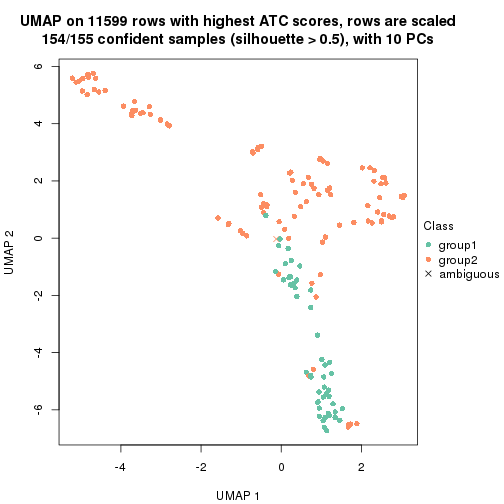 UMAP on 11599 rows with highest ATC scores, rows are scaled
154/155 confident samples (silhouette > 0.5), with 10 PCs
6
4
2
0
-2
-4
-6
UMAP 2
-4
-2
0
2
UMAP 1
Class
group1
group2
ambiguous